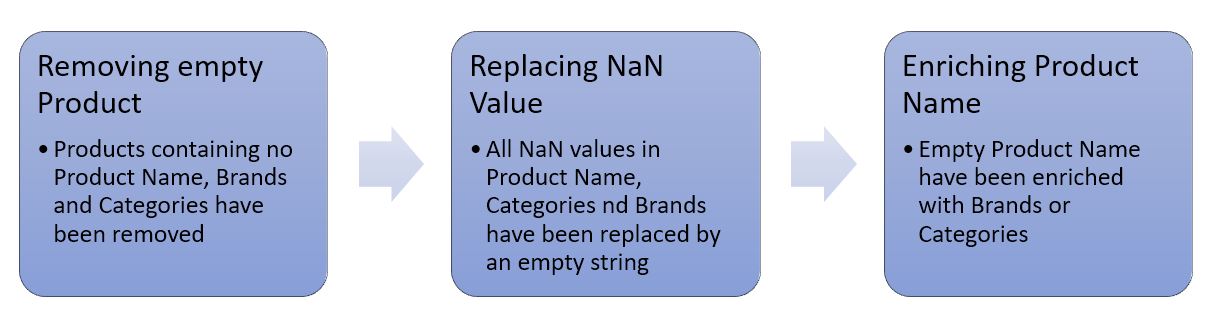 Removing empty
Product
• Products containing no
Product Name, Brands
and Categories have
been removed
Replacing NaN
Value
• All NaN values in
Product Name,
Categories nd Brands
have been replaced by
an empty string
Enriching Product
Name
• Empty Product Name
have been enriched
with Brands or
Categories